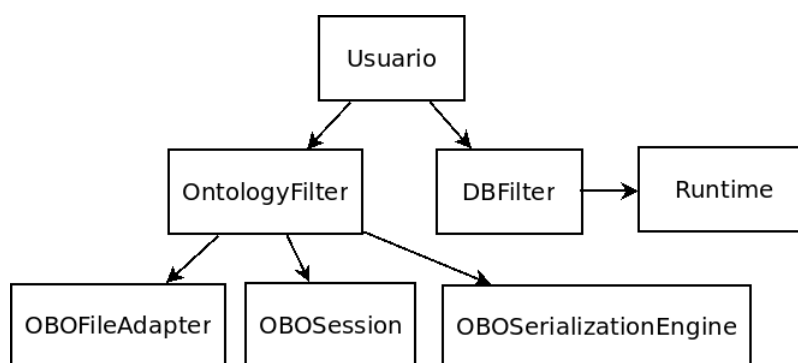 Usuario
OntologyFilter
DBFilter
Runtime
OBOFileAdapter
OBOSession
OBOSerializationEngine